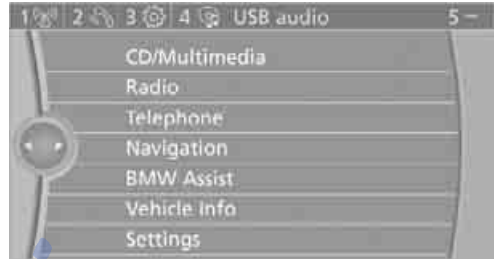 1 2 3 4 USB audio 5 –
CD/Multimedia
Radio
Telephone
Navigation
BMW Assist
Vehicle Info
Settings